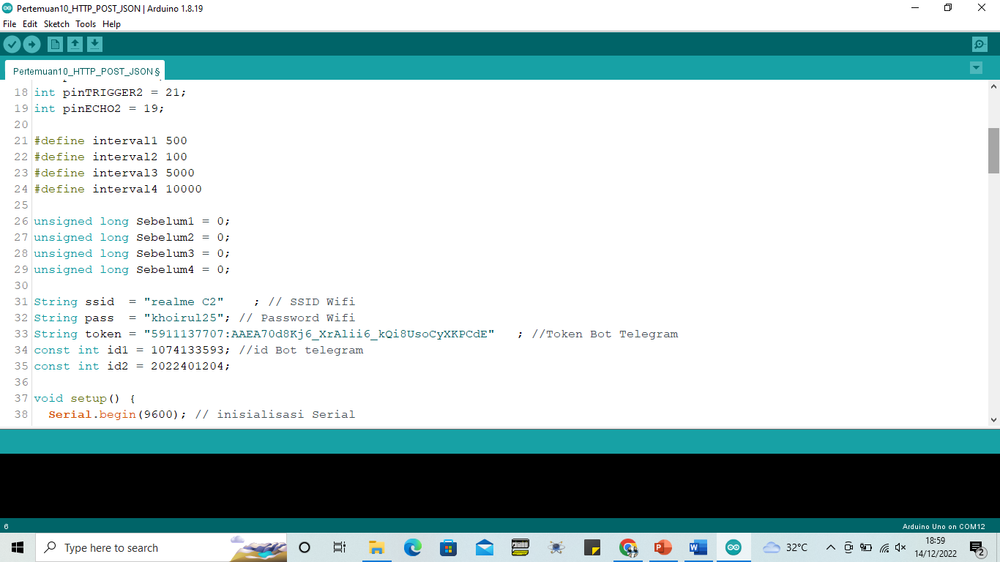 Pertemuan10_HTTP_POST_JSON | Arduino 1.8.19
File Edit Sketch Tools Help
Pertemuan10_HTTP_POST_JSON §
18 int pinTRIGGER2 = 21;
19 int pinECHO2 = 19;
20
21 #define interval1 500
22 #define interval2 100
23 #define interval3 5000
24 #define interval4 10000
25
26 unsigned long Sebelum1 = 0;
27 unsigned long Sebelum2 = 0;
28 unsigned long Sebelum3 = 0;
29 unsigned long Sebelum4 = 0;
30
31 String ssid  = "realme C2"    ; // SSID Wifi
32 String pass  = "khoirul25"; // Password Wifi
33 String token = "5911137707:AAEA70d8Kj6_XrAlii6_kQi8UsoCyXKPCdE"   ; //Token Bot Telegram
34 const int id1 = 1074133593; //id Bot telegram
35 const int id2 = 2022401204;
36
37 void setup() {
38   Serial.begin(9600); // inisialisasi Serial
6
Arduino Uno on COM12
Type here to search
32°C
18:59
14/12/2022
2